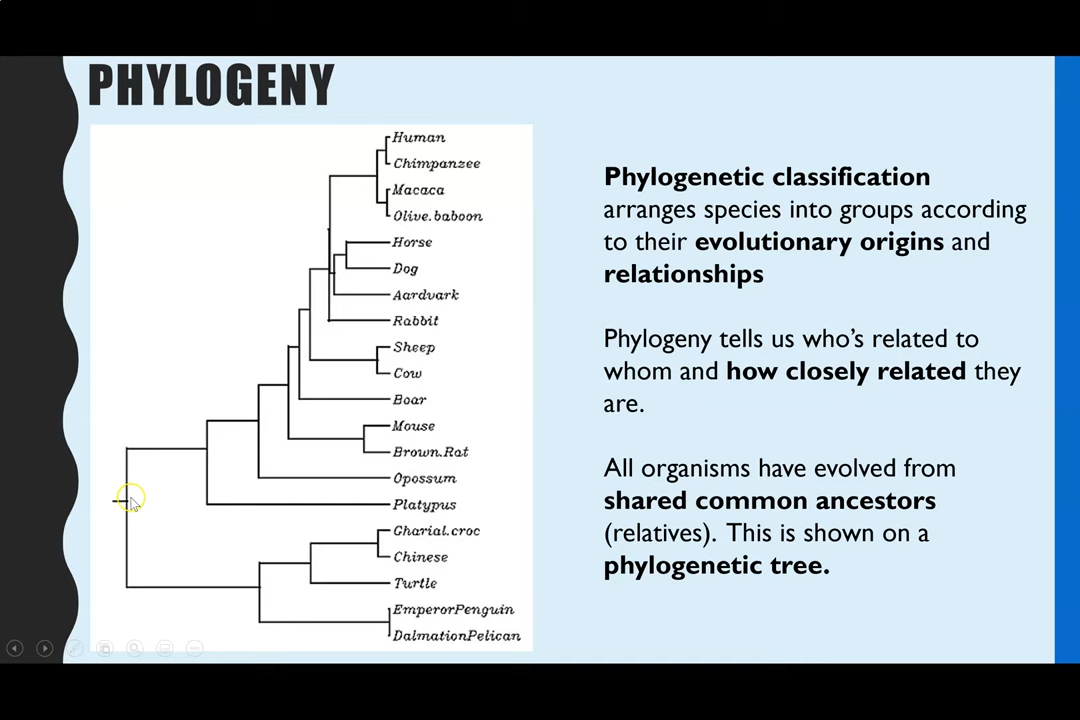 PHYLOGENY
Human
Chimpanzee
Macaca
Olive.baboon
Horse
Dog
Aardvark
Rabbit
Sheep
Cow
Boar
Mouse
Brown.Rat
Opossum
Platypus
Gharial.croc
Chinese
Turtle
EmperorPenguin
DalmationPelican
Phylogenetic classification
arranges species into groups according
to their evolutionary origins and
relationships
Phylogeny tells us who’s related to
whom and how closely related they
are.
All organisms have evolved from
shared common ancestors
(relatives). This is shown on a
phylogenetic tree.